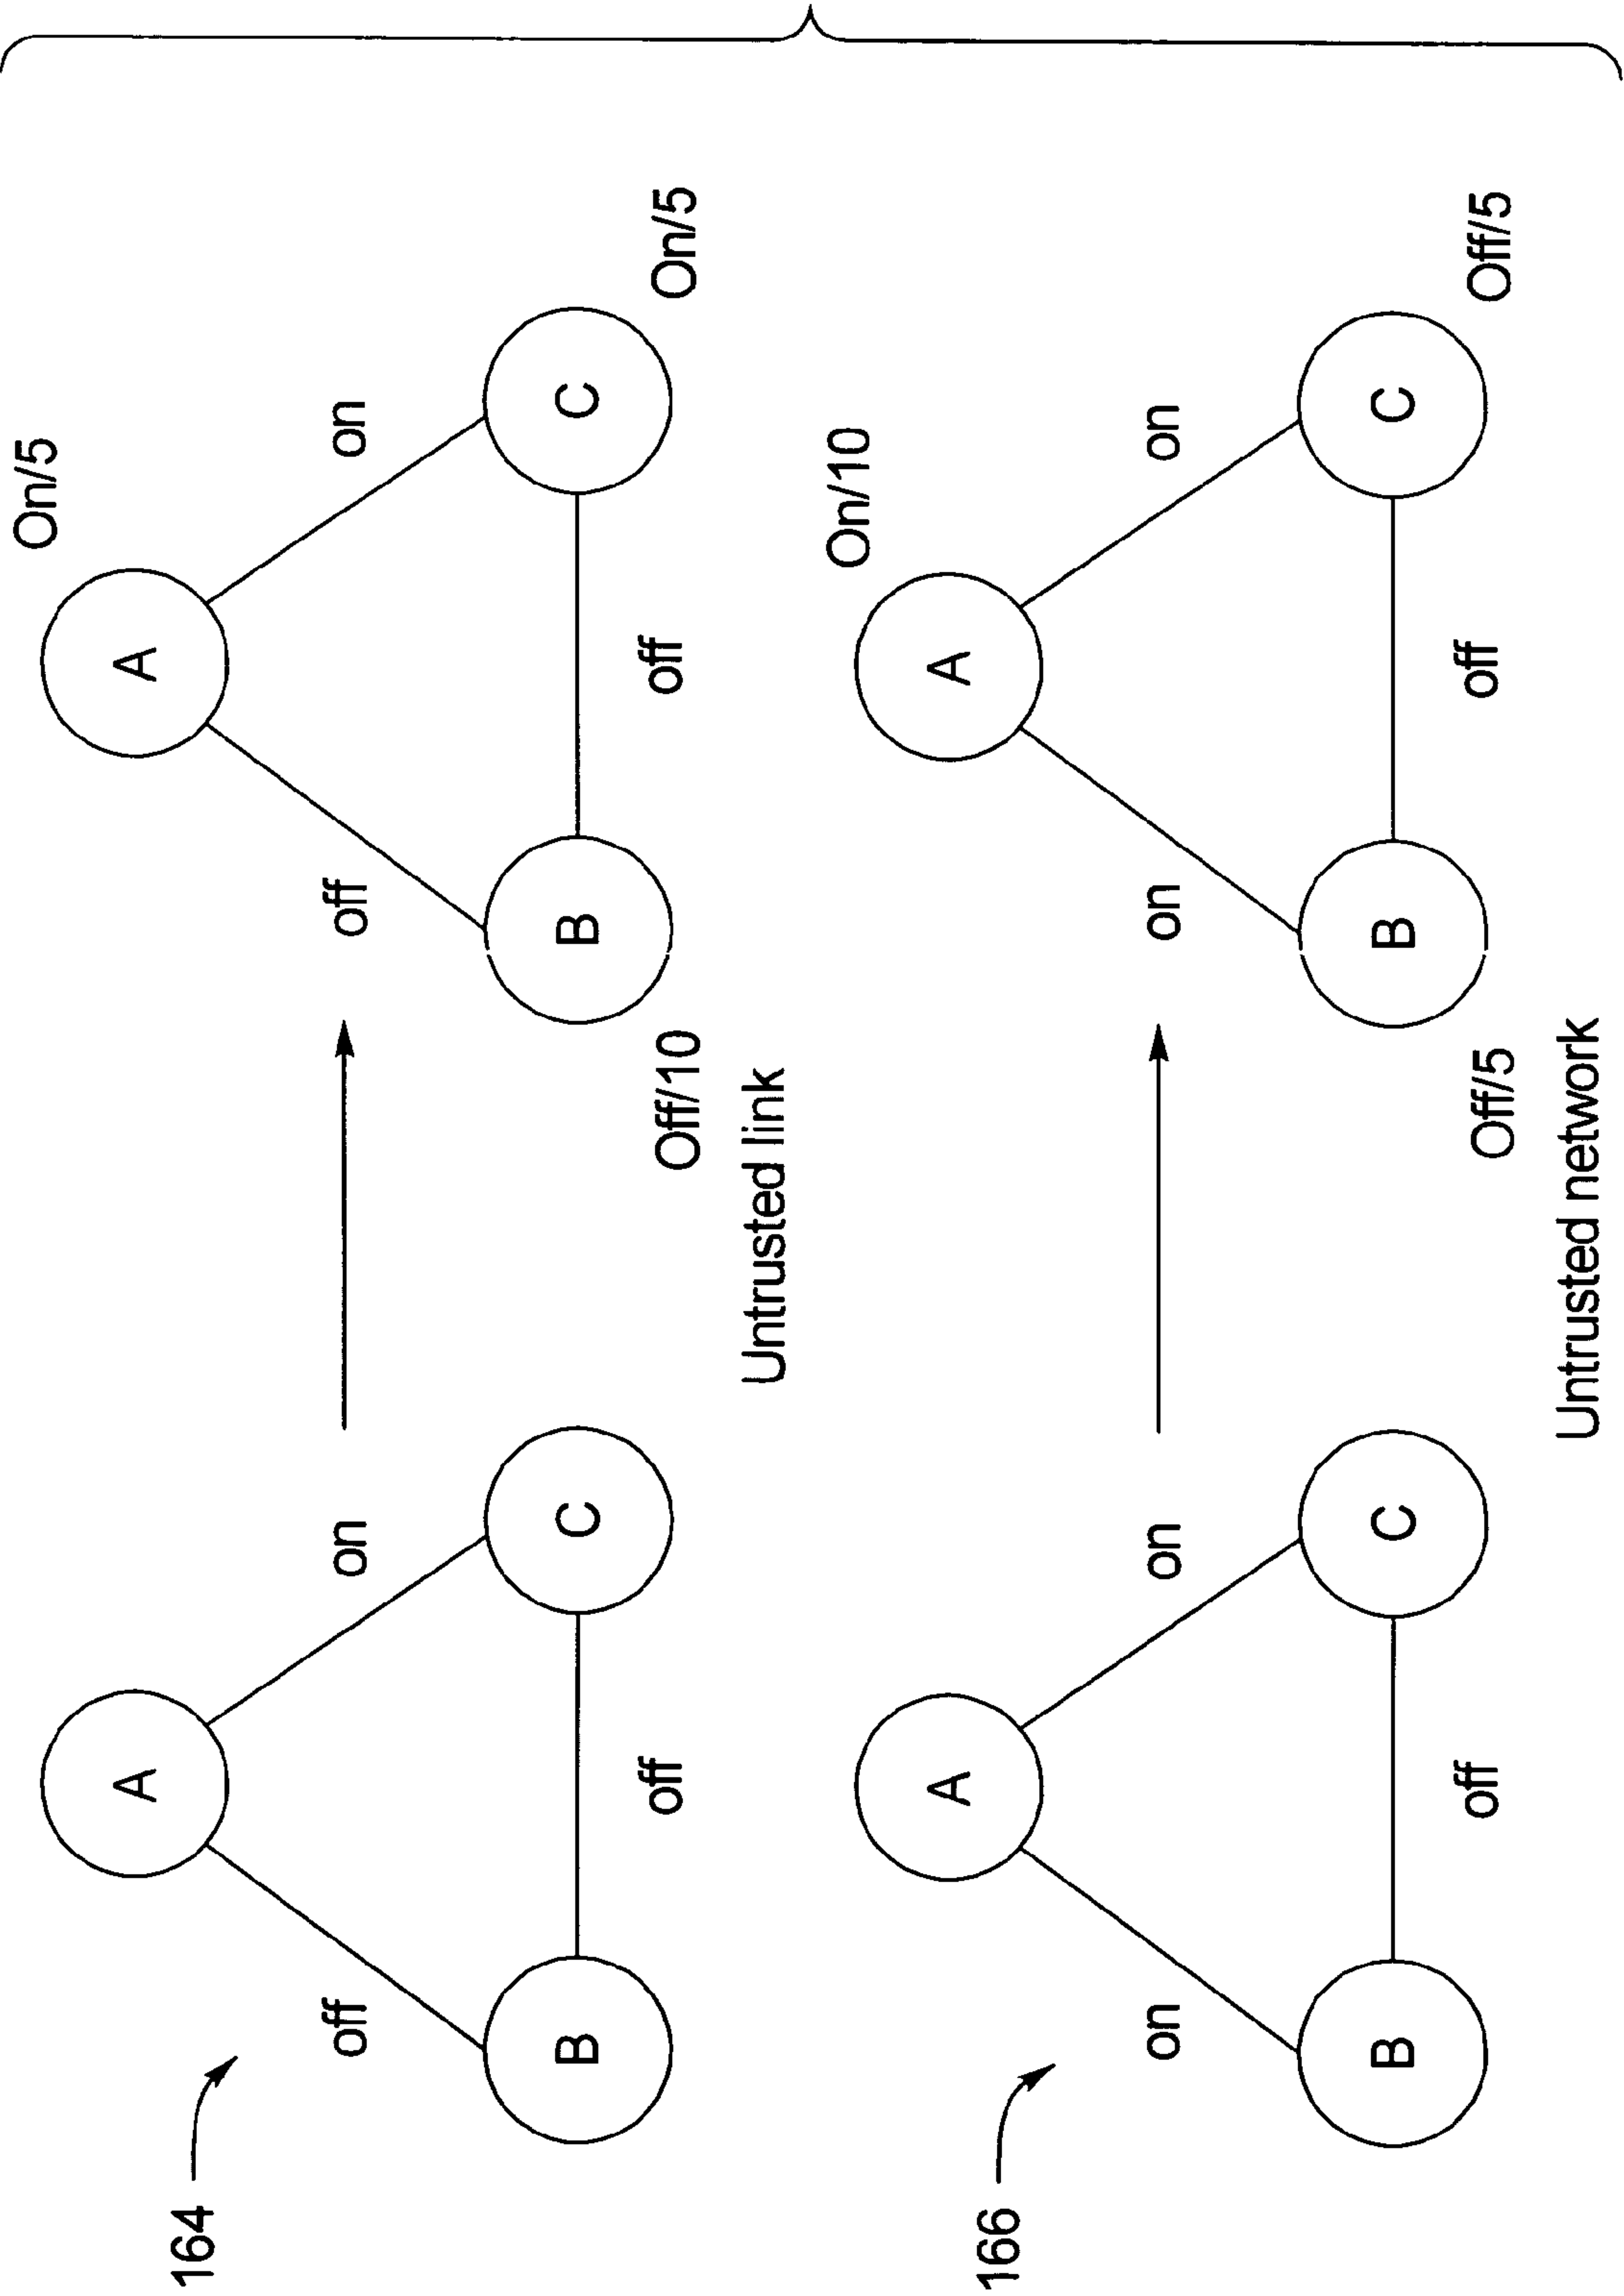 164
A
off
on
B
C
off
On/5
A
off
on
B
C
Off/10
off
On/5
Untrusted link
166
A
on
on
B
C
off
On/10
A
on
on
B
C
Off/5
off
Off/5
Untrusted network